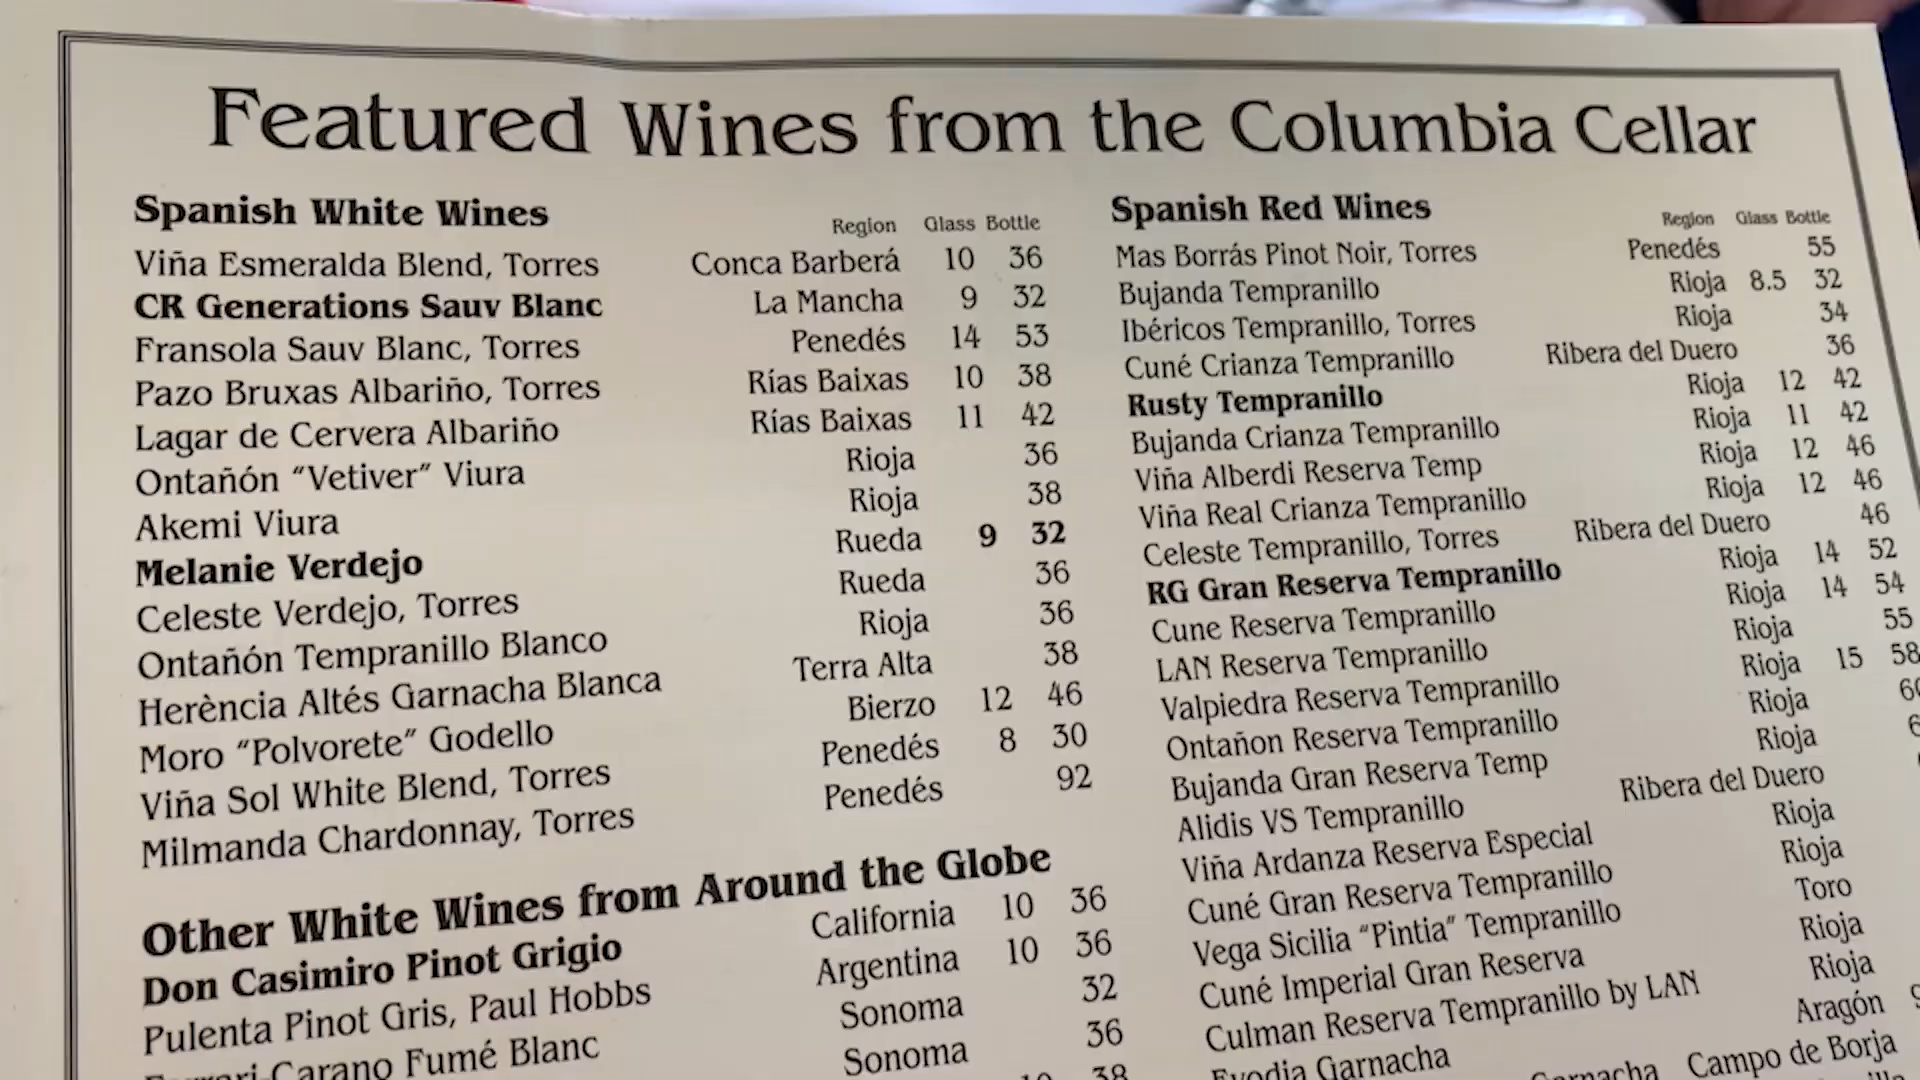 Featured Wines from the Columbia Cellar
Spanish White Wines Region Glass Bottle
Viña Esmeralda Blend, Torres Conca Barberá 10 36
CR Generations Sauv Blanc La Mancha 9 32
Fransola Sauv Blanc, Torres Penedés 14 53
Pazo Bruxas Albariño, Torres Rías Baixas 10 38
Lagar de Cervera Albariño Rías Baixas 11 42
Ontañón “Vetiver” Viura Rioja 36
Akemi Viura Rioja 38
Melanie Verdejo Rueda 9 32
Celeste Verdejo, Torres Rueda 36
Ontañón Tempranillo Blanco Rioja 36
Herència Altés Garnacha Blanca Terra Alta 38
Moro “Polvorete” Godello Bierzo 12 46
Viña Sol White Blend, Torres Penedés 8 30
Milmanda Chardonnay, Torres Penedés 92
Other White Wines from Around the Globe
Don Casimiro Pinot Grigio California 10 36
Pulenta Pinot Gris, Paul Hobbs Argentina 10 36
Ferrari-Carano Fumé Blanc Sonoma 32
Sonoma 36
10 38
Spanish Red Wines Region Glass Bottle
Mas Borrás Pinot Noir, Torres Penedés 55
Bujanda Tempranillo Rioja 8.5 32
Ibéricos Tempranillo, Torres Rioja 34
Cuné Crianza Tempranillo Ribera del Duero 36
Rusty Tempranillo Rioja 12 42
Bujanda Crianza Tempranillo Rioja 11 42
Viña Alberdi Reserva Temp Rioja 12 46
Viña Real Crianza Tempranillo Rioja 12 46
Celeste Tempranillo, Torres Ribera del Duero 46
RG Gran Reserva Tempranillo Rioja 14 52
Cune Reserva Tempranillo Rioja 14 54
LAN Reserva Tempranillo Rioja 55
Valpiedra Reserva Tempranillo Rioja 15 58
Ontañon Reserva Tempranillo Rioja
Bujanda Gran Reserva Temp Rioja
Alidis VS Tempranillo Ribera del Duero
Viña Ardanza Reserva Especial Rioja
Cuné Gran Reserva Tempranillo Rioja
Vega Sicilia “Pintia” Tempranillo Toro
Cuné Imperial Gran Reserva Rioja
Culman Reserva Tempranillo by LAN Rioja
Evodia Garnacha Aragón
Garnacha Campo de Borja